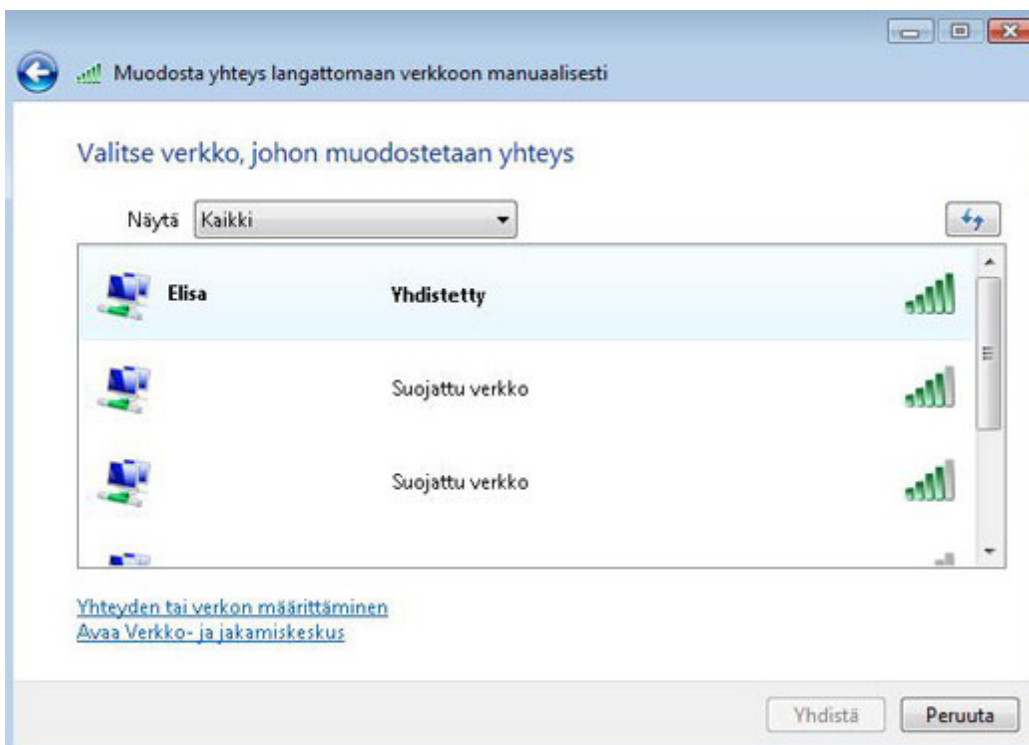 Muodosta yhteys langattomaan verkkoon manuaalisesti
Valitse verkko, johon muodostetaan yhteys
Näytä Kaikki
Elisa Yhdistetty
Suojattu verkko
Suojattu verkko
Yhteyden tai verkon määrittäminen
Avaa Verkko- ja jakamiskeskus
Yhdistä Peruuta